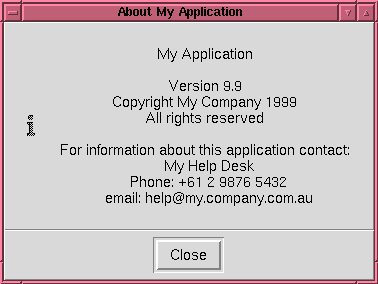 About My Application
My Application
Version 9.9
Copyright My Company 1999
All rights reserved
For information about this application contact:
My Help Desk
Phone: +61 2 9876 5432
email: help@my.company.com.au
Close